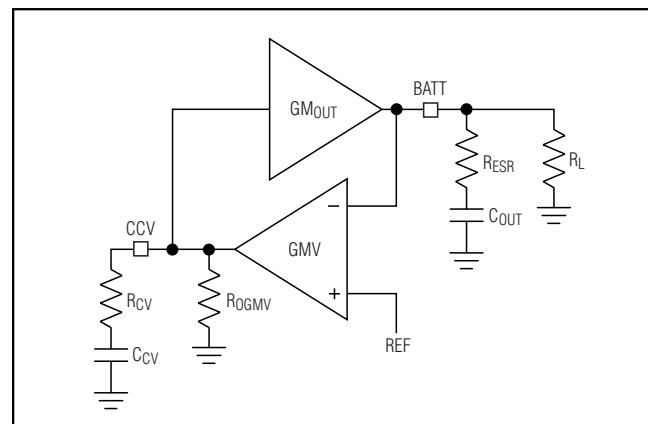 GMOUT
BATT
RESR
RL
COUT
CCV
GMV
−
+
RCV
ROGMV
CCV
REF